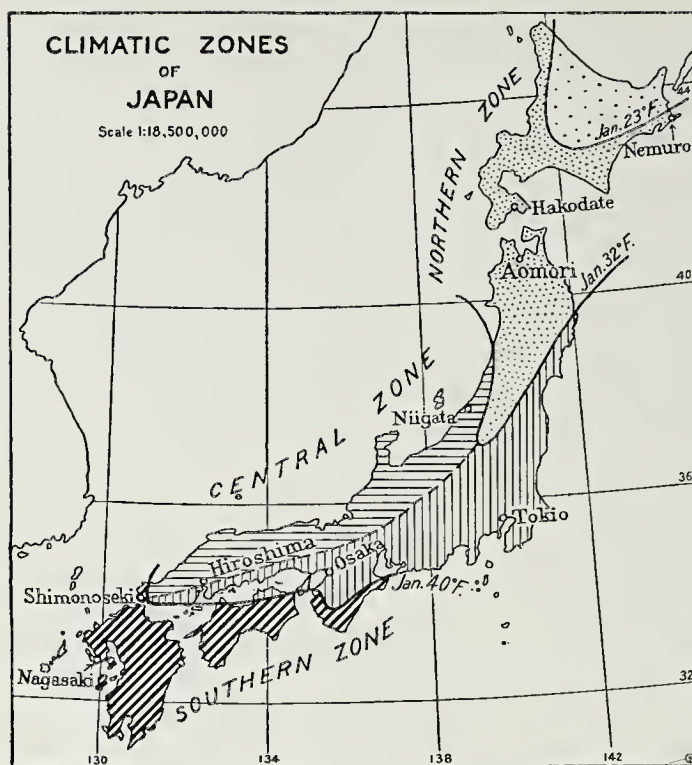 CLIMATIC ZONES
OF
JAPAN
Scale 1:18,500,000
NORTHERN ZONE
Jan. 23°F.
44
Nemuro
Hakodate
Aomori
Jan. 32°F.
40
CENTRAL ZONE
Niigata
36
Tokio
Hiroshima
Osaka
Jan. 40°F.
Shimonoseki
Nagasaki
SOUTHERN ZONE
32
130
134
138
142